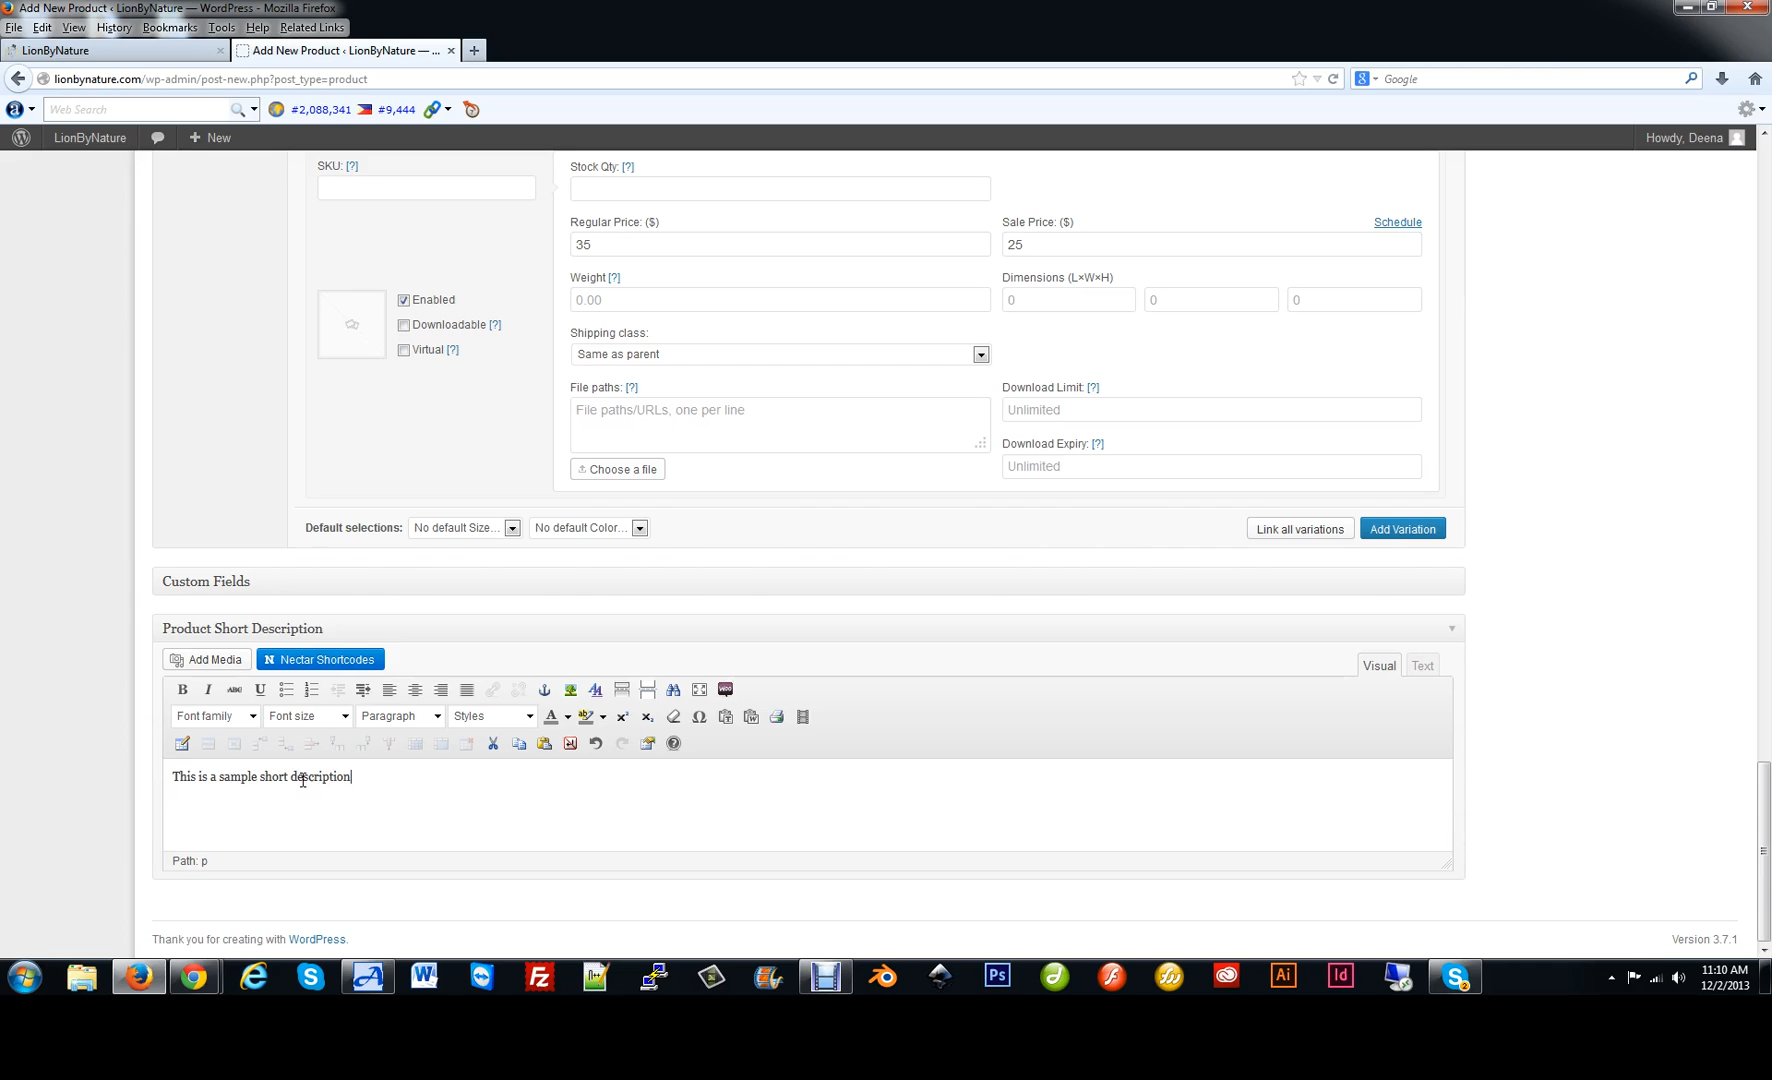 Add New Product ‹ LionByNature — WordPress - Mozilla Firefox
File Edit View History Bookmarks Tools Help Related Links
LionByNature
Add New Product ‹ LionByNature — ...
lionbynature.com/wp-admin/post-new.php?post_type=product
Google
Web Search #2,088,341 #9,444
LionByNature New Howdy, Deena
SKU: [?] Stock Qty: [?]
Regular Price: ($) Sale Price: ($) Schedule
35 25
Weight [?] Dimensions (L×W×H)
Enabled 0.00 0 0 0
Downloadable [?]
Shipping class:
Virtual [?] Same as parent
File paths: [?] Download Limit: [?]
File paths/URLs, one per line Unlimited
Download Expiry: [?]
Choose a file Unlimited
Default selections: No default Size... No default Color... Link all variations Add Variation
Custom Fields
Product Short Description
Add Media N Nectar Shortcodes Visual Text
B I ABC U
Font family Font size Paragraph Styles
This is a sample short description
Path: p
Thank you for creating with WordPress. Version 3.7.1
11:10 AM
12/2/2013